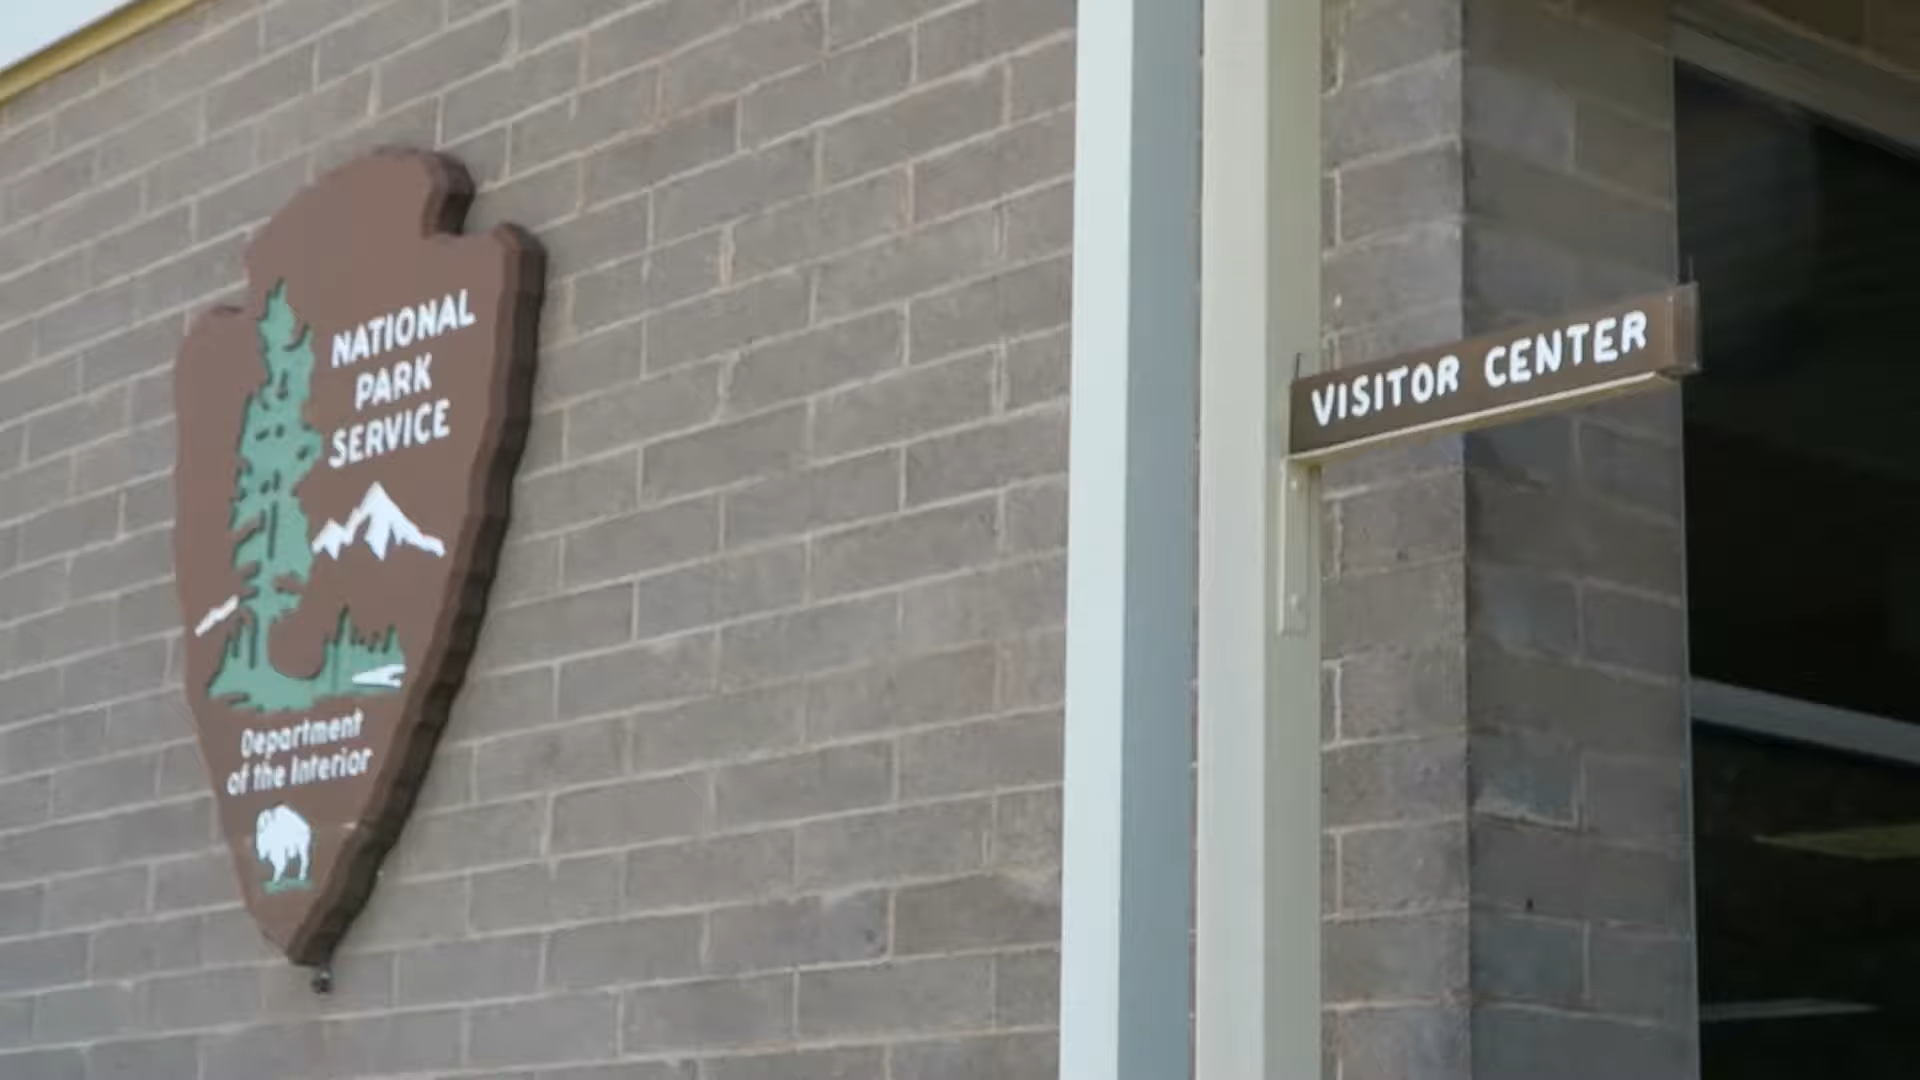 NATIONAL
PARK
SERVICE
Department
of the Interior
VISITOR CENTER